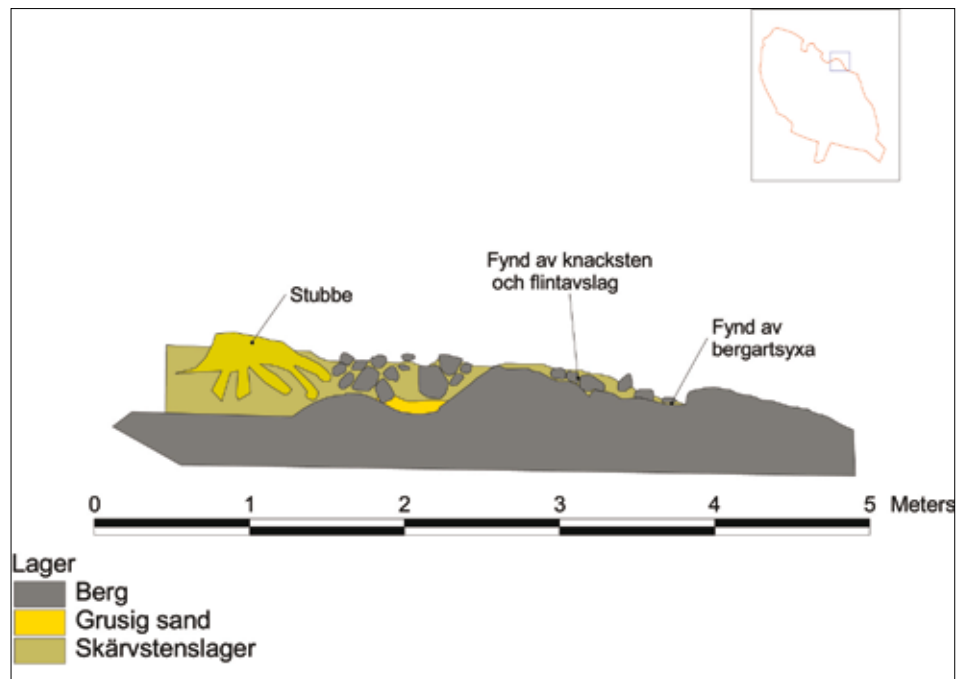 Stubbe
Fynd av knacksten
och flintavslag
Fynd av
bergartsyxa
0 1 2 3 4 5 Meters
Lager
Berg
Grusig sand
Skärvstenslager